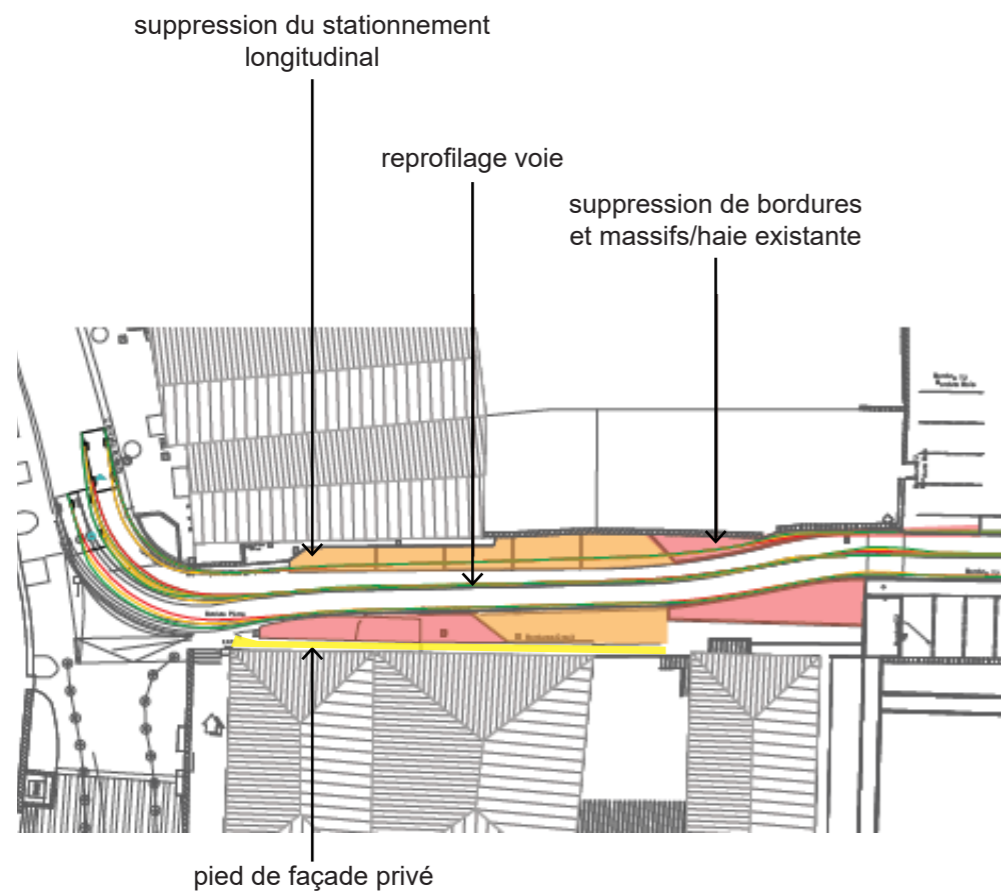 suppression du stationnement
longitudinal
reprofilage voie
suppression de bordures
et massifs/haie existante
pied de façade privé